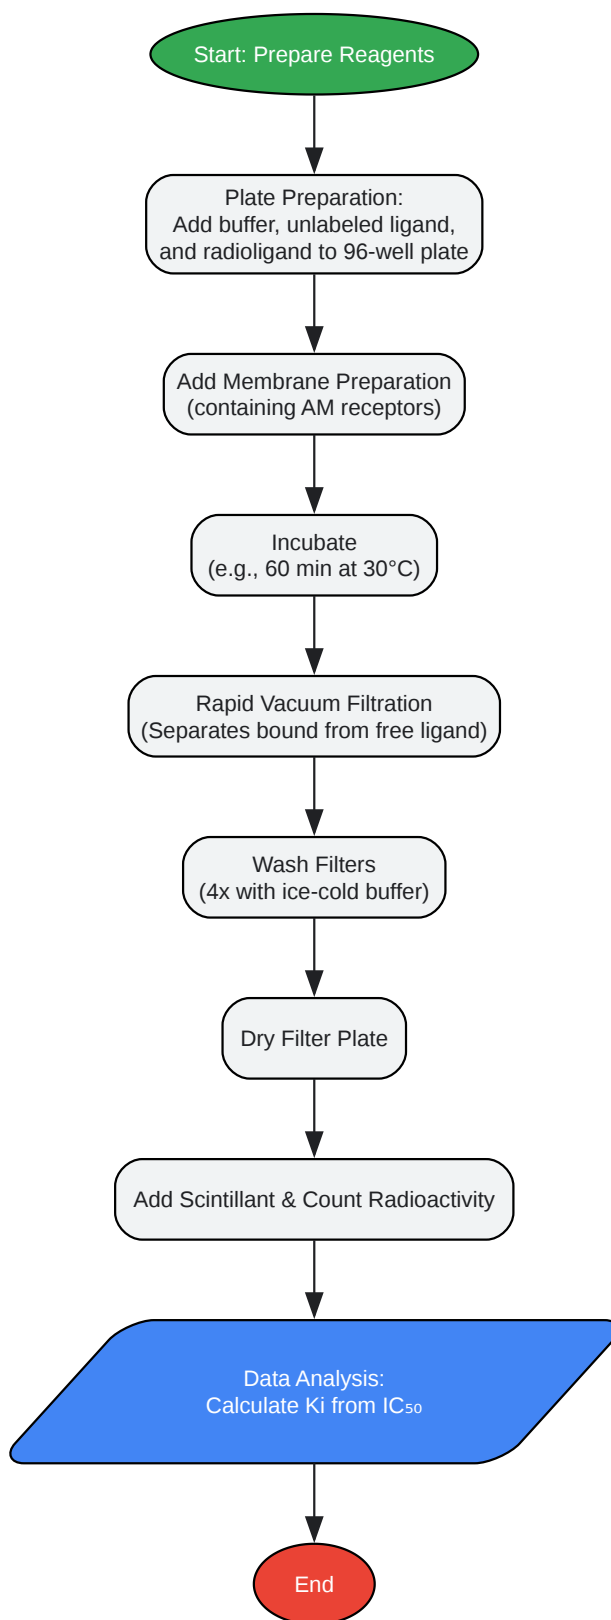 Start: Prepare Reagents
Plate Preparation:
Add buffer, unlabeled ligand,
and radioligand to 96-well plate
Add Membrane Preparation
(containing AM receptors)
Incubate
(e.g., 60 min at 30°C)
Rapid Vacuum Filtration
(Separates bound from free ligand)
Wash Filters
(4x with ice-cold buffer)
Dry Filter Plate
Add Scintillant & Count Radioactivity
Data Analysis:
Calculate Ki from IC₅₀
End